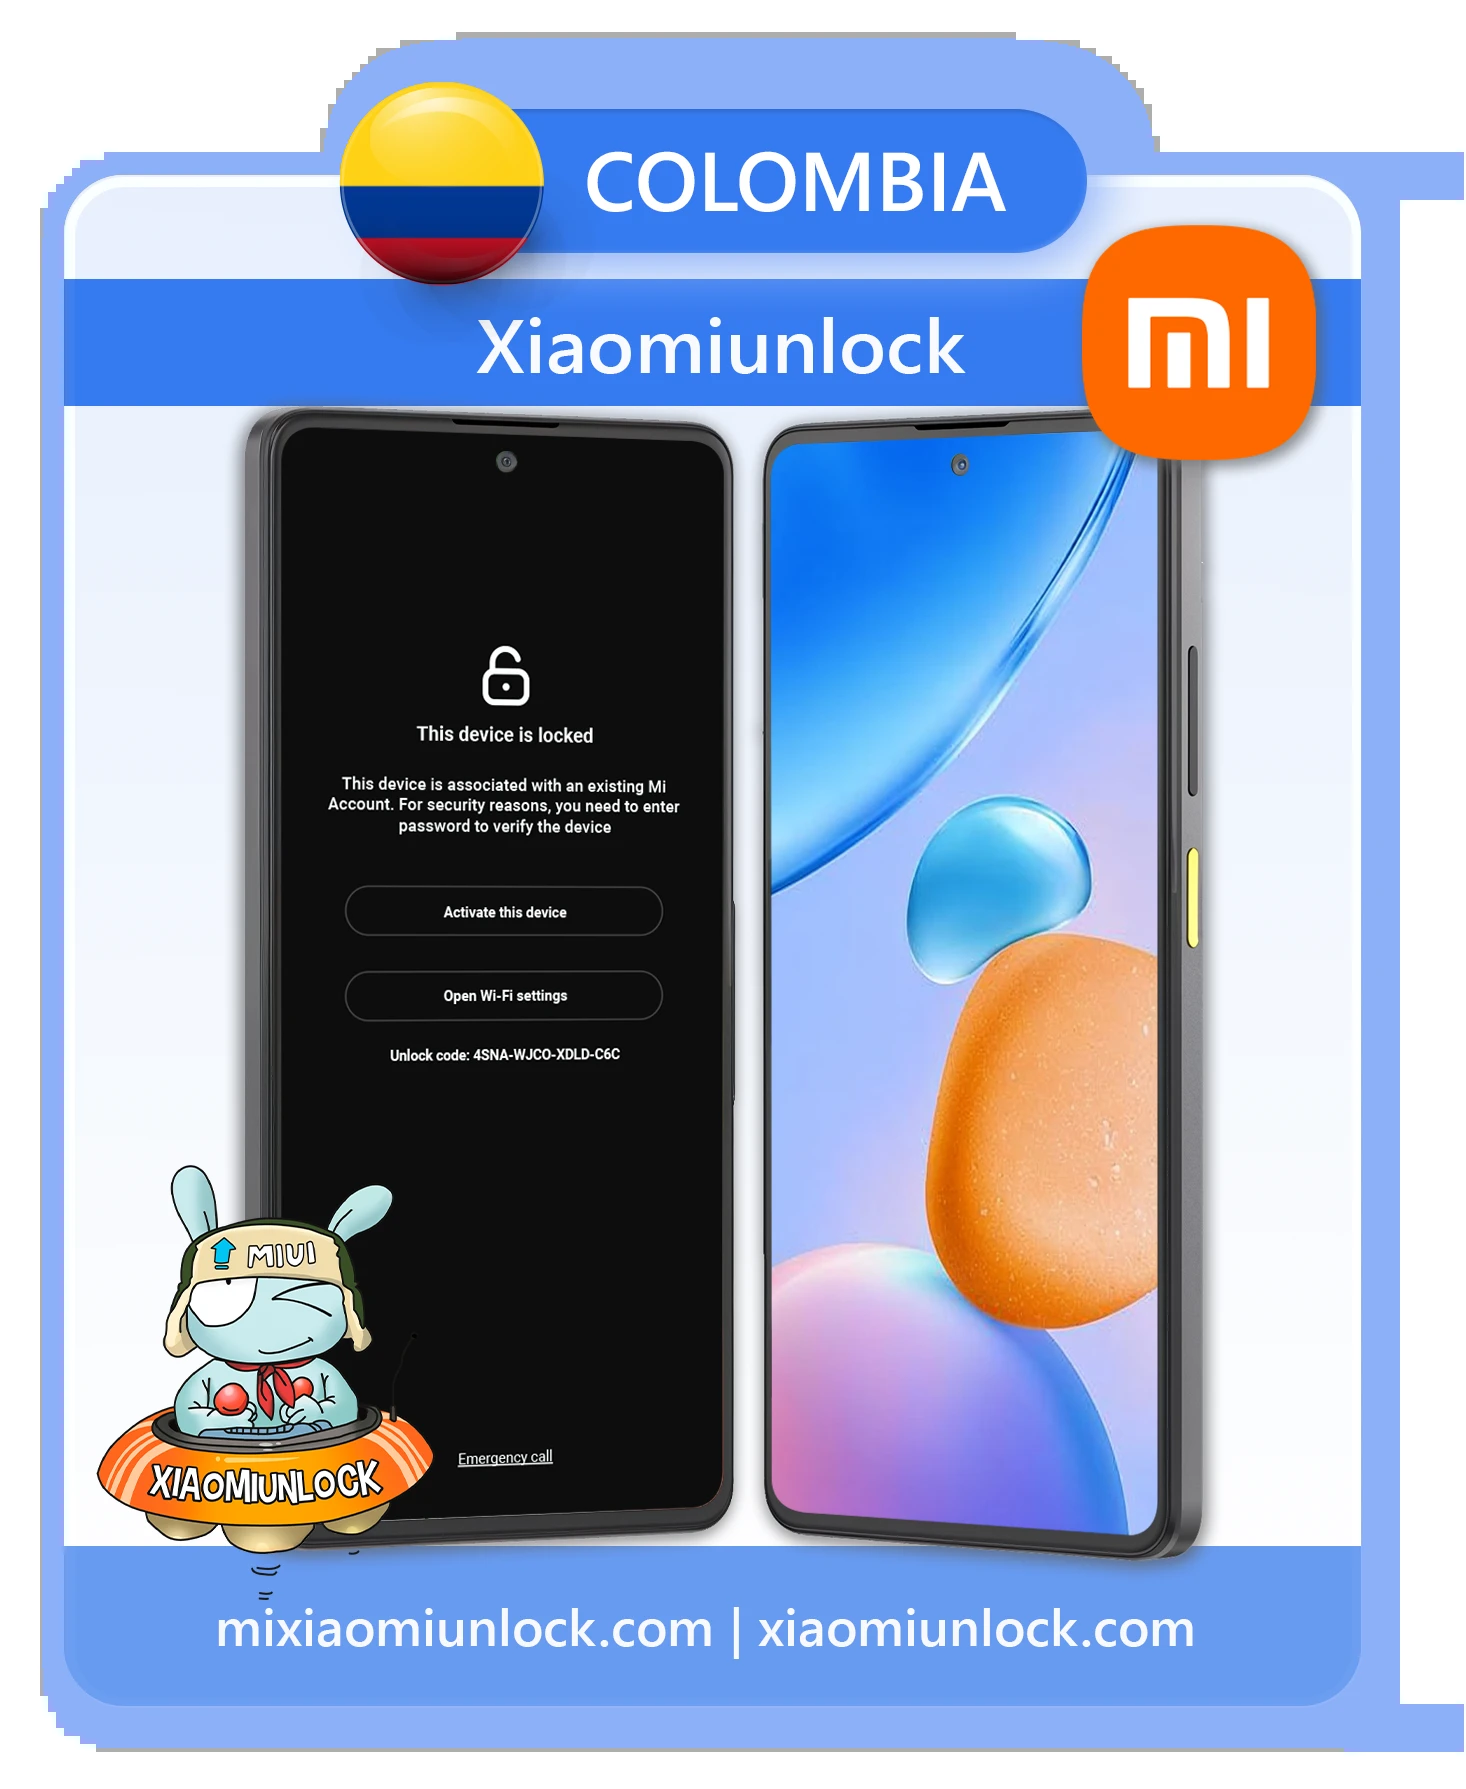 COLOMBIA
Xiaomiunlock
mi
This device is locked
This device is associated with an existing Mi
Account. For security reasons, you need to enter
password to verify the device
Activate this device
Open Wi-Fi settings
Unlock code: 4SNA-WJCO-XDLD-C6C
MIUI
XIAOMIUNLOCK
Emergency call
mixiaomiunlock.com | xiaomiunlock.com